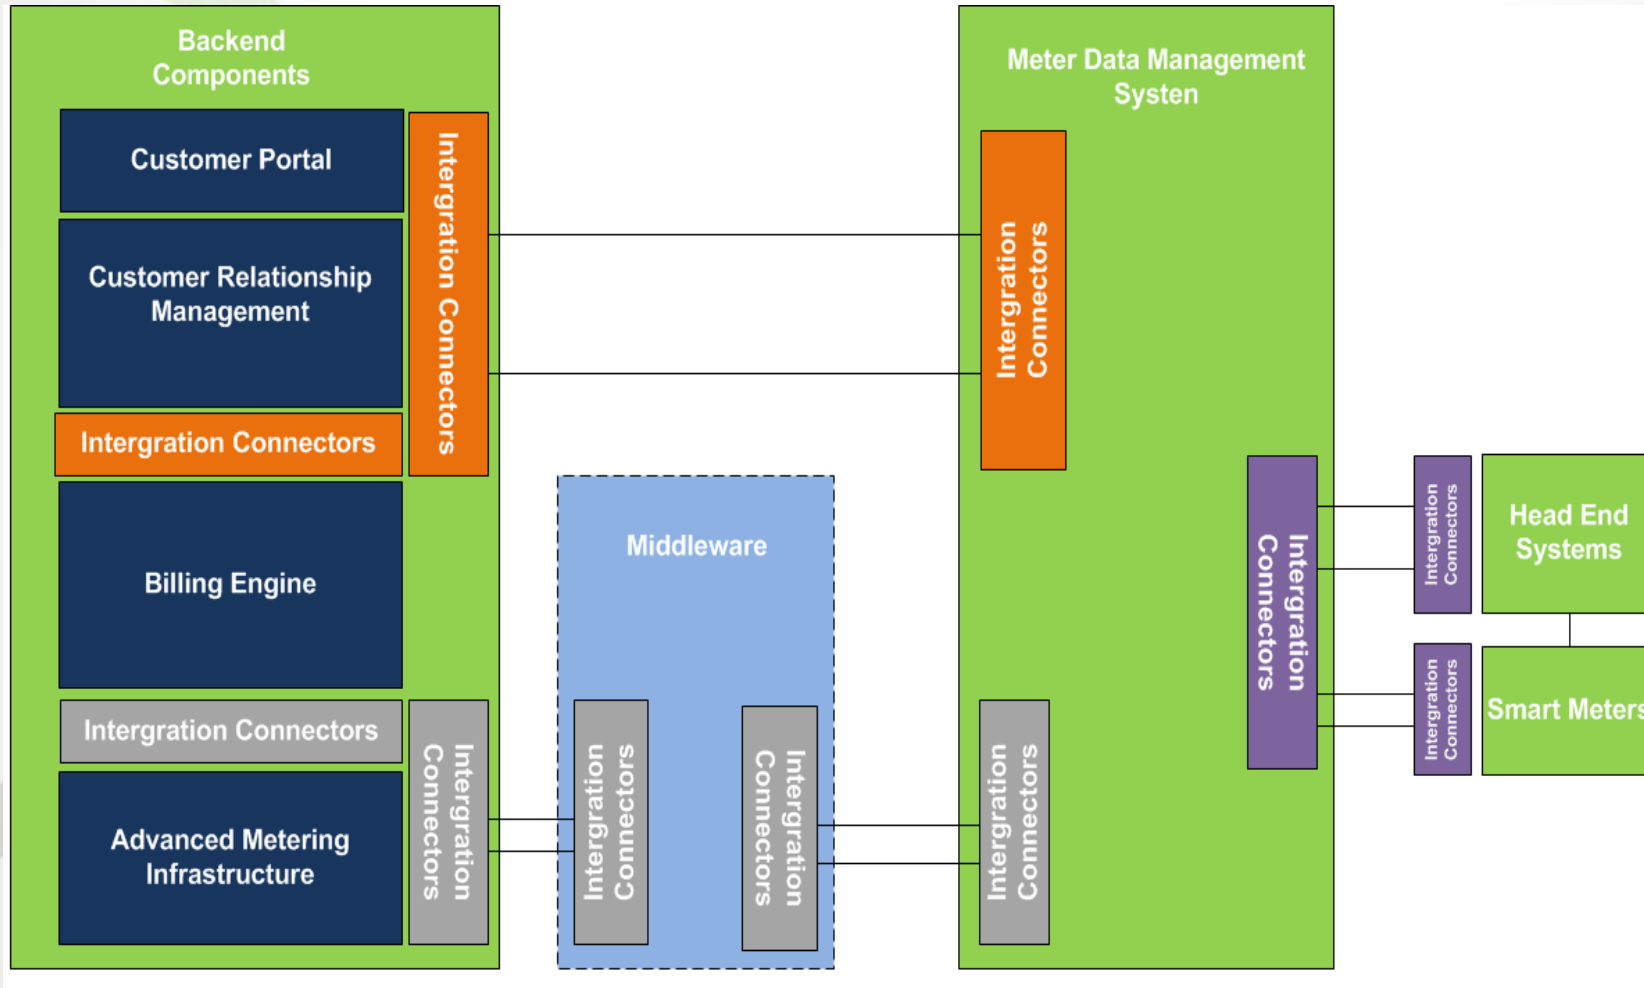 Backend
Components
Customer Portal
Customer Relationship
Management
Intergration Connectors
Intergration Connectors
Billing Engine
Intergration Connectors
Advanced Metering
Infrastructure
Intergration
Connectors
Middleware
Intergration
Connectors
Intergration
Connectors
Meter Data Management
Systen
Intergration
Connectors
Intergration
Connectors
Intergration
Connectors
Intergration
Connectors
Head End
Systems
Intergration
Connectors
Smart Meters